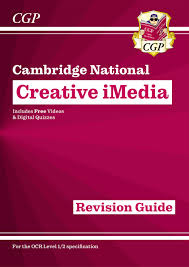 CGP
CGP
Cambridge National
Creative iMedia
Includes Free Videos
& Digital Quizzes
Revision Guide
For the OCR Level 1/2 specification